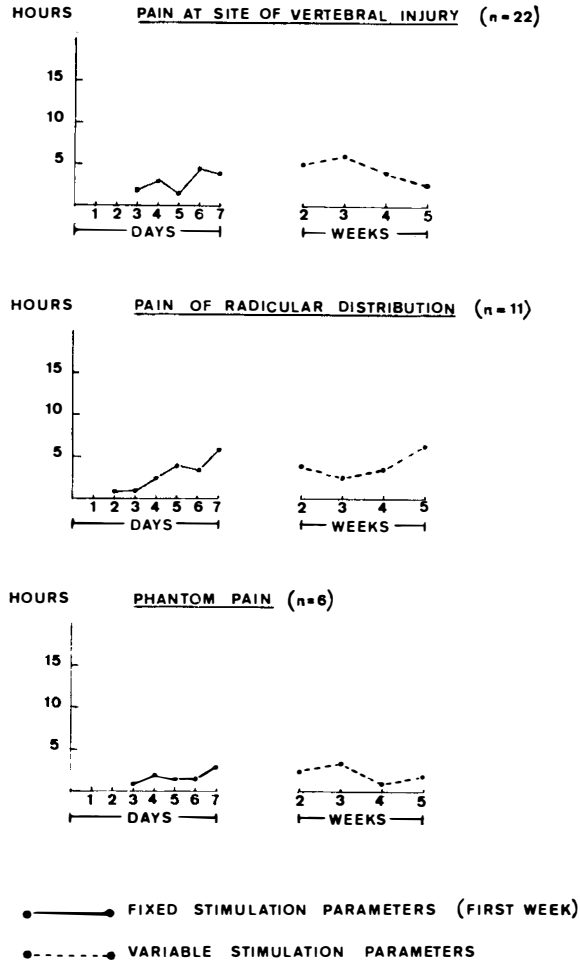 HOURS PAIN AT SITE OF VERTEBRAL INJURY (n=22)
15
10
5
1 2 3 4 5 6 7 2 3 4 5
DAYS WEEKS
HOURS PAIN OF RADICULAR DISTRIBUTION (n=11)
15
10
5
1 2 3 4 5 6 7 2 3 4 5
DAYS WEEKS
HOURS PHANTOM PAIN (n=6)
15
10
5
1 2 3 4 5 6 7 2 3 4 5
DAYS WEEKS
FIXED STIMULATION PARAMETERS (FIRST WEEK)
VARIABLE STIMULATION PARAMETERS